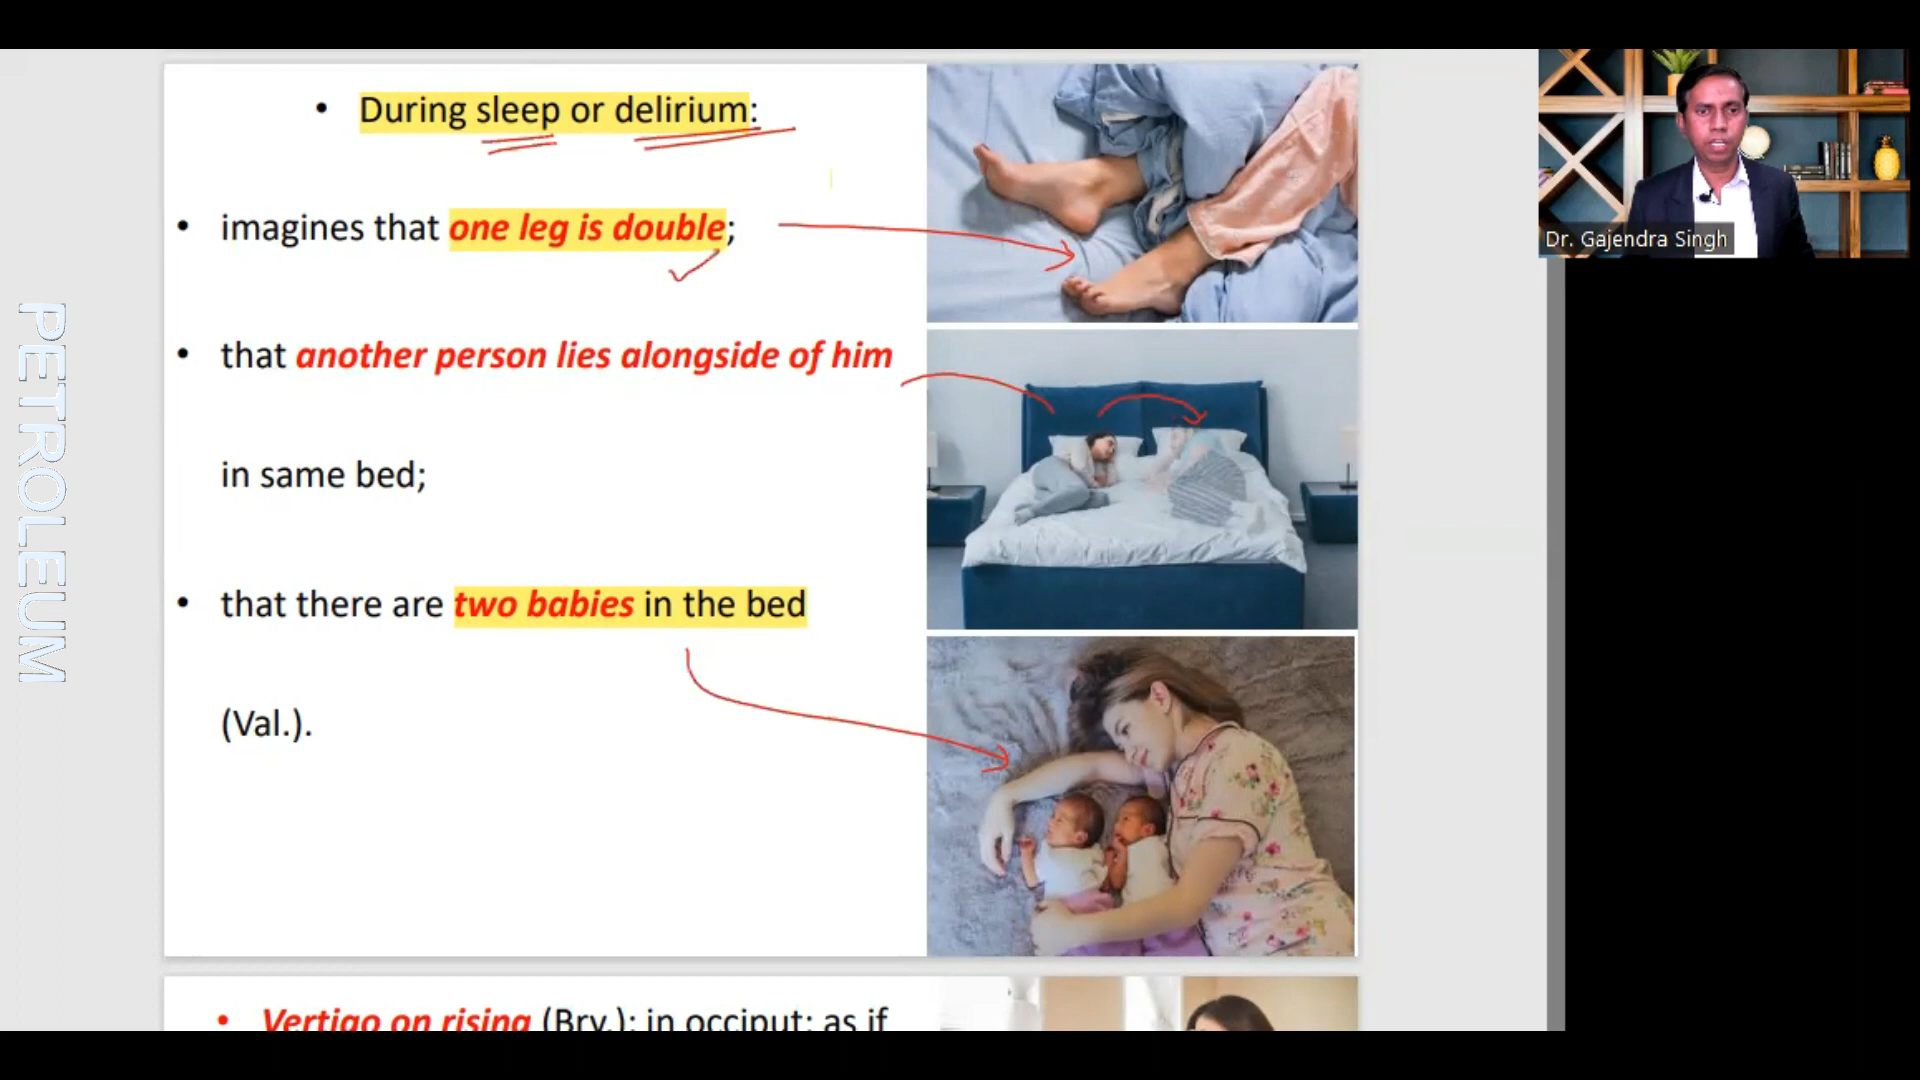 • During sleep or delirium:
• imagines that one leg is double;
• that another person lies alongside of him
in same bed;
• that there are two babies in the bed
(Val.).
• Vertigo on rising (Bry.); in occiput; as if
PETROLEUM
Dr. Gajendra Singh